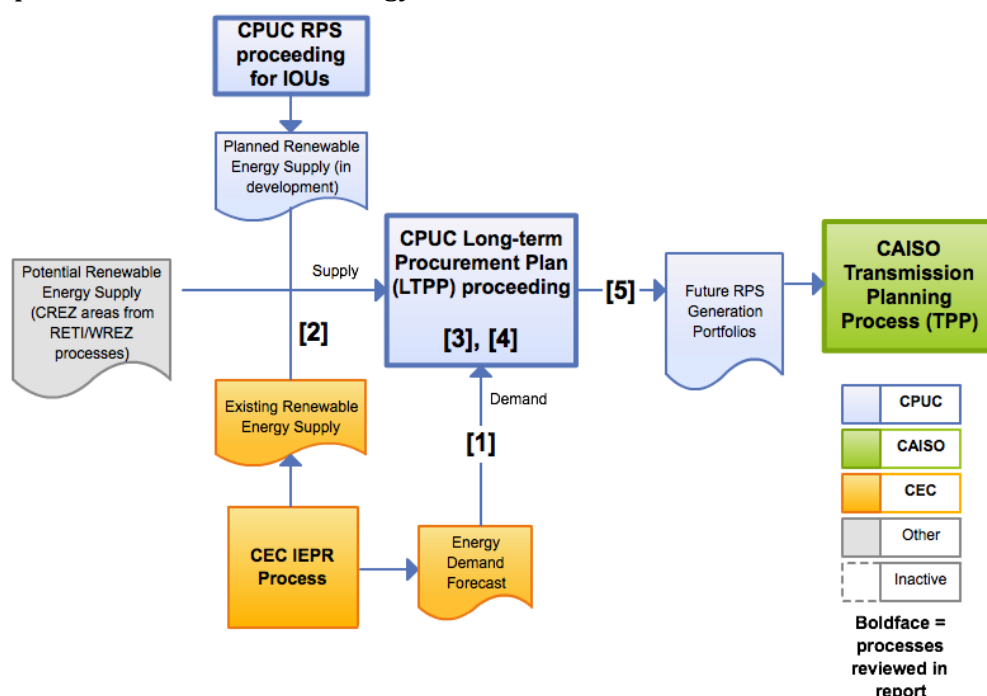 CPUC RPS
proceeding
for IOUs
Planned Renewable
Energy Supply (in
development)
Potential Renewable
Energy Supply
(CREZ areas from
RETI/WREZ
processes)
Supply
[2]
CPUC Long-term
Procurement Plan
(LTPP) proceeding
[3], [4]
[5]
Future RPS
Generation
Portfolios
CAISO
Transmission
Planning
Process (TPP)
Existing Renewable
Energy Supply
Demand
[1]
CEC IEPR
Process
Energy
Demand
Forecast
CPUC
CAISO
CEC
Other
Inactive
Boldface =
processes
reviewed in
report